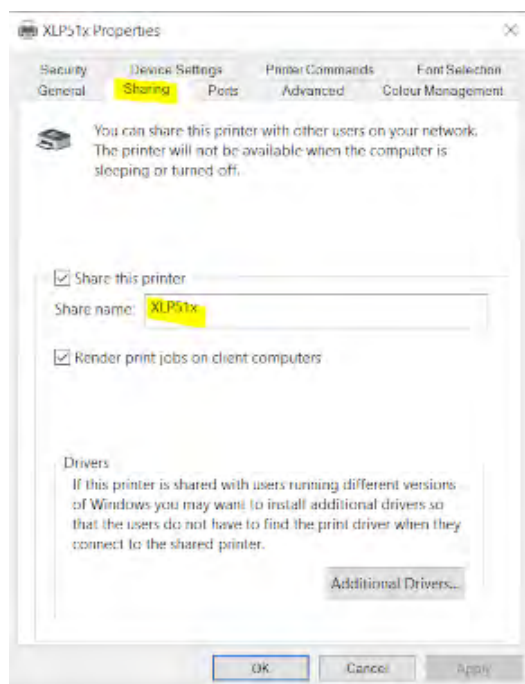 XLP51x Properties
Security Device Settings Printer Commands Font Selection
General Sharing Ports Advanced Colour Management
You can share this printer with other users on your network.
The printer will not be available when the computer is
sleeping or turned off.
Share this printer
Share name: XLP51x
Render print jobs on client computers
Drivers
If this printer is shared with users running different versions
of Windows you may want to install additional drivers so
that the users do not have to find the print driver when they
connect to the shared printer.
Additional Drivers...
OK Cancel Apply